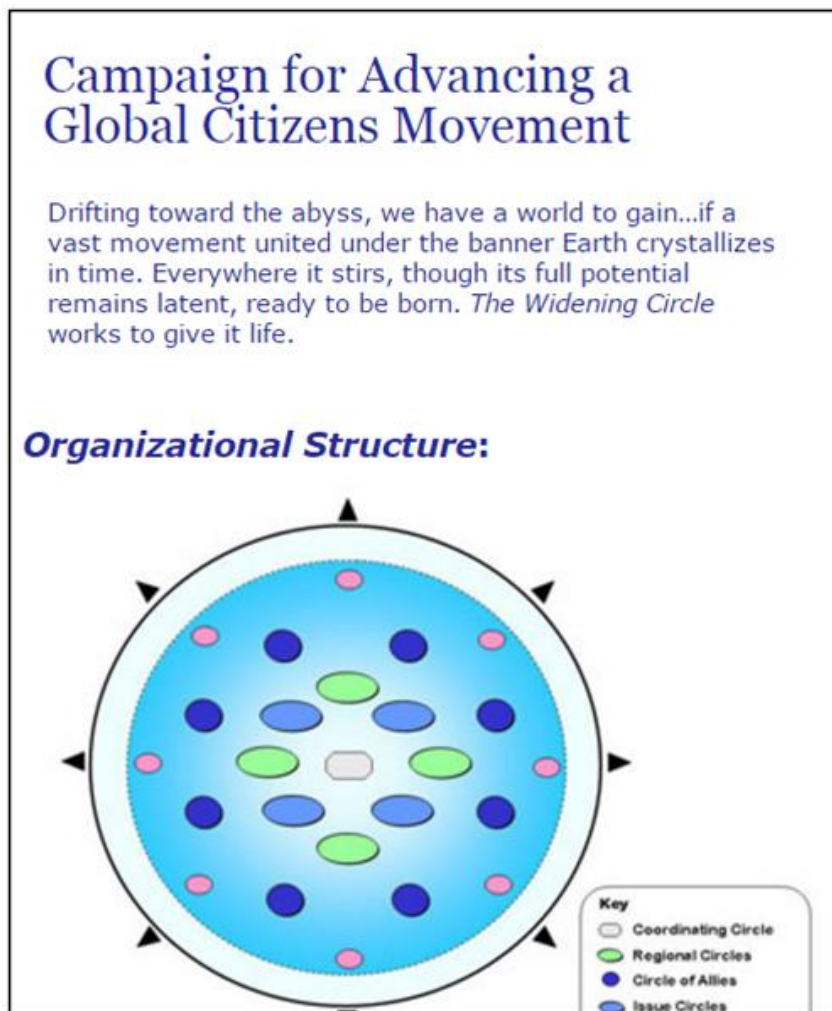 Campaign for Advancing a
Global Citizens Movement
Drifting toward the abyss, we have a world to gain...if a
vast movement united under the banner Earth crystallizes
in time. Everywhere it stirs, though its full potential
remains latent, ready to be born. The Widening Circle
works to give it life.
Organizational Structure:
Key
Coordinating Circle
Regional Circles
Circle of Allies
Issue Circles